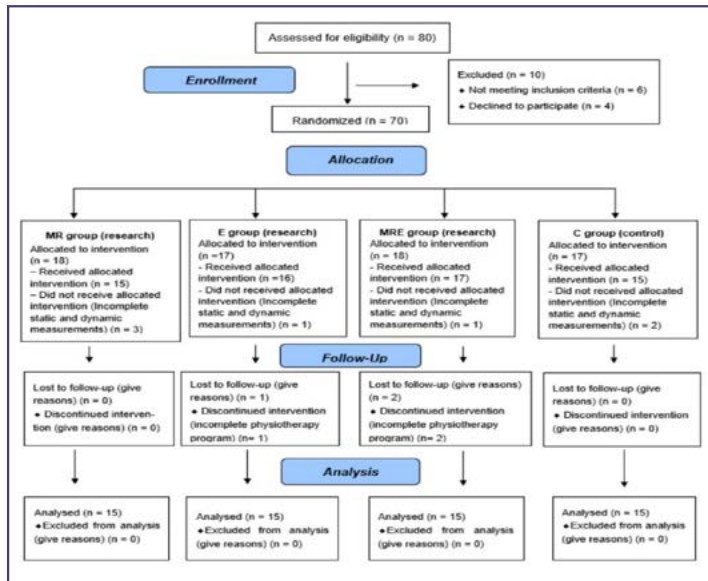 Assessed for eligibility (n = 80)
Enrollment
Excluded (n = 10)
♦ Not meeting inclusion criteria (n = 6)
♦ Declined to participate (n = 4)
Randomized (n = 70)
Allocation
MR group (research)
Allocated to intervention
(n = 18)
– Received allocated
intervention (n = 15)
– Did not receive allocated
intervention (Incomplete
static and dynamic
measurements) (n = 3)
E group (research)
Allocated to intervention
(n =17)
- Received allocated
intervention (n =16)
- Did not received allocated
intervention (Incomplete
static and dynamic
measurements) (n = 1)
MRE group (research)
Allocated to intervention
(n = 18)
- Received allocated
intervention (n = 17)
- Did not received allocated
intervention (Incomplete
static and dynamic
measurements) (n = 1)
C group (control)
Allocated to intervention
(n = 17)
- Received allocated
intervention (n = 15)
- Did not received allocated
intervention (Incomplete
static and dynamic
measurements) (n = 2)
Follow-Up
Lost to follow-up (give
reasons) (n = 0)
♦ Discontinued interven-
tion (give reasons) (n = 0)
Lost to follow-up (give
reasons) (n = 1)
♦ Discontinued intervention
(incomplete physiotherapy
program) (n= 1)
Lost to follow-up (give reasons)
(n = 2)
♦ Discontinued intervention
(incomplete physiotherapy
program) (n= 2)
Lost to follow-up (give
reasons) (n = 0)
♦ Discontinued intervention
(give reasons) (n = 0)
Analysis
Analysed (n = 15)
♦Excluded from analysis
(give reasons) (n = 0)
Analysed (n = 15)
♦Excluded from analysis
(give reasons) (n = 0)
Analysed (n = 15)
♦Excluded from analysis
(give reasons) (n = 0)
Analysed (n = 15)
♦ Excluded from analysis
(give reasons) (n = 0)